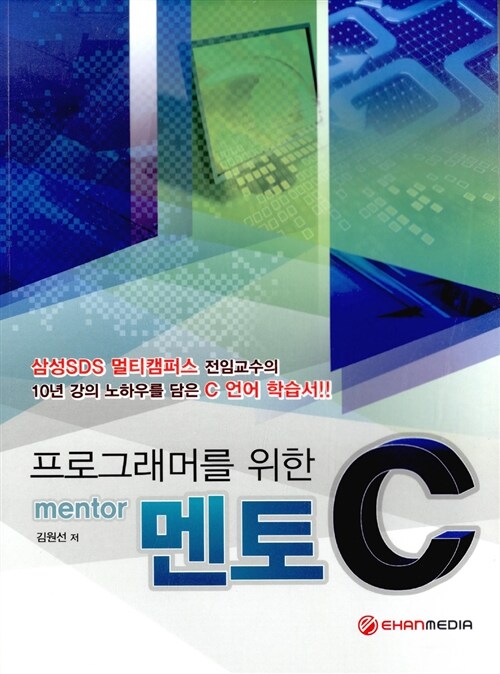 삼성SDS 멀티캠퍼스 전임교수의
10년 강의 노하우를 담은 C 언어 학습서!!
프로그래머를 위한
mentor
멘토 C
김원선 저
EHANMEDIA